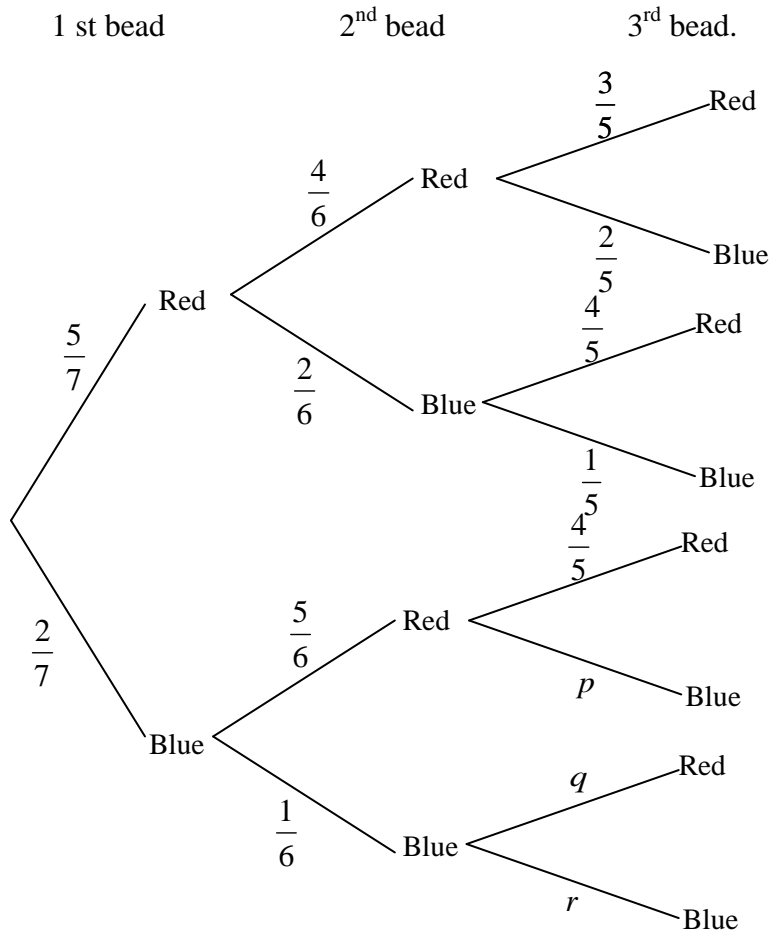 1 st bead 2nd bead 3rd bead.
3/5 Red
4/6 Red
2/5 Blue
5/7 Red
4/5 Red
2/6 Blue
1/5 Blue
4/5 Red
5/6 Red
2/7 Blue
p Blue
q Red
1/6 Blue
r Blue